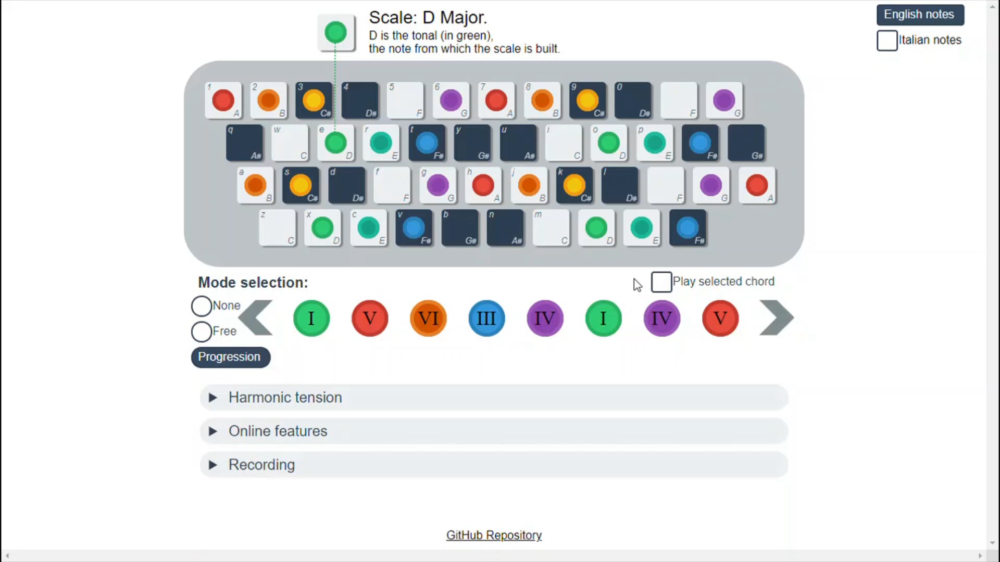 Scale: D Major.
D is the tonal (in green),
the note from which the scale is built.
English notes
Italian notes
1 A 2 B 3 C# 4 D# 5 F 6 G 7 A 8 B 9 C# 0 D# F G
q A# w C e D r E t F# y G# u A# i C o D p E F# G#
a B s C# d D# f F g G h A j B k C# l D# F G A
z C x D c E v F# b G# n A# m C D E F#
Mode selection:
Play selected chord
None
Free
Progression
I V VI III IV I IV V
Harmonic tension
Online features
Recording
GitHub Repository